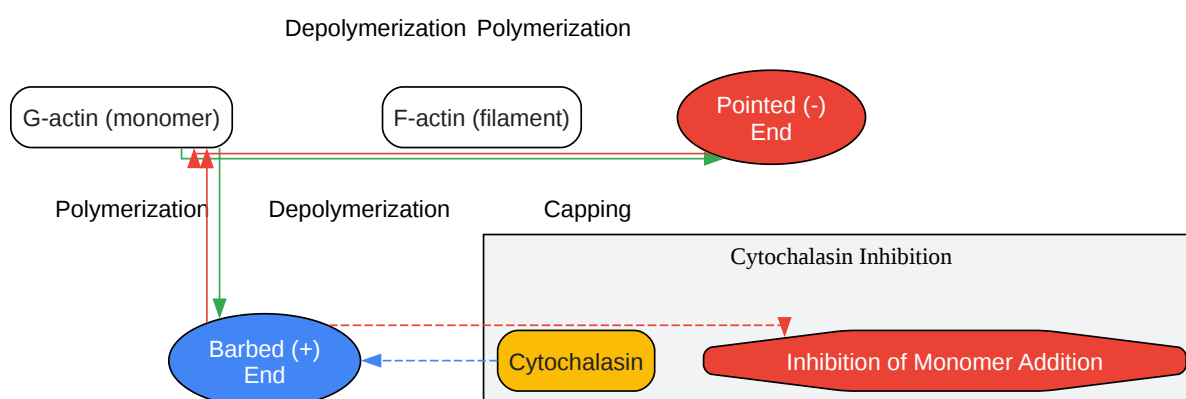 Depolymerization Polymerization
G-actin (monomer)
F-actin (filament)
Pointed (-)
End
Polymerization
Depolymerization
Capping
Cytochalasin Inhibition
Barbed (+)
End
Cytochalasin
Inhibition of Monomer Addition